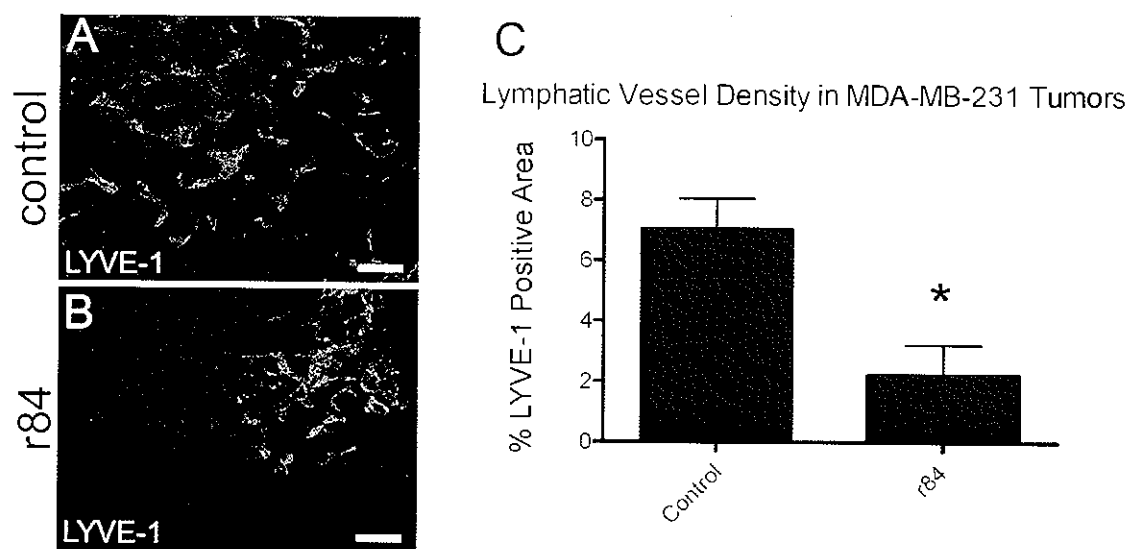 A
control
LYVE-1
B
r84
LYVE-1
C
Lymphatic Vessel Density in MDA-MB-231 Tumors
% LYVE-1 Positive Area
10
8
6
4
2
0
*
Control
r84